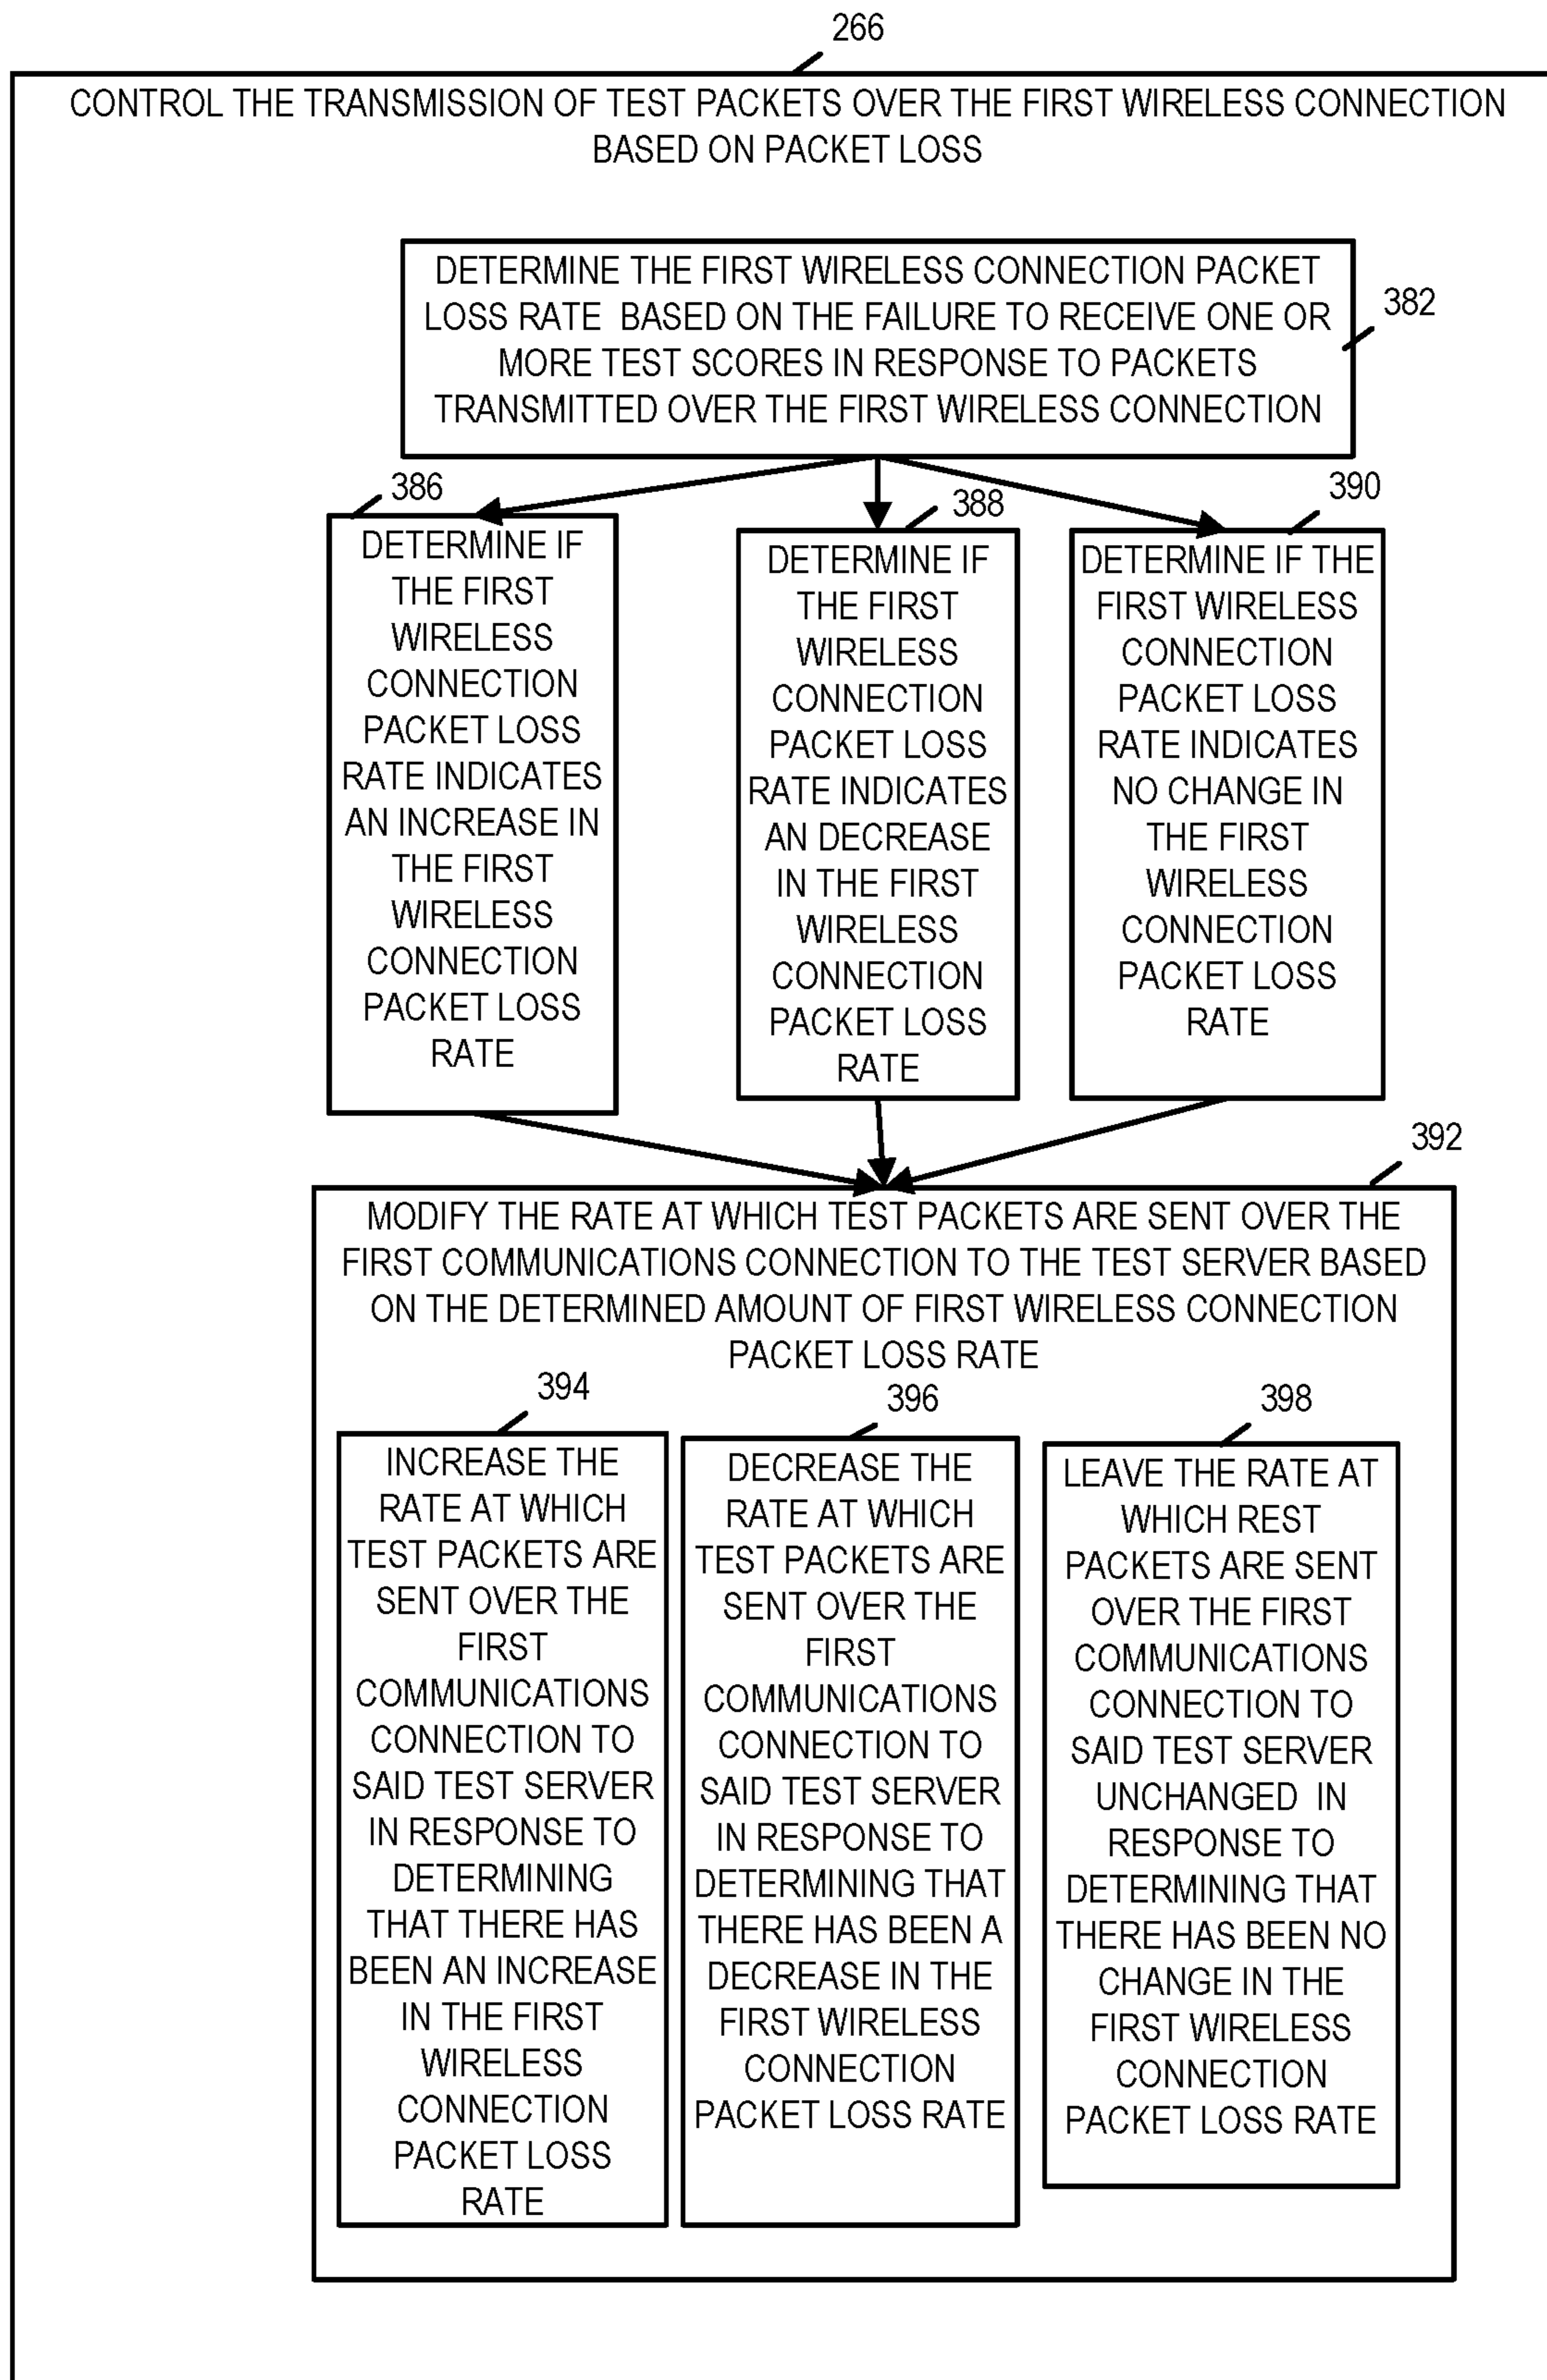 266
CONTROL THE TRANSMISSION OF TEST PACKETS OVER THE FIRST WIRELESS CONNECTION
BASED ON PACKET LOSS
DETERMINE THE FIRST WIRELESS CONNECTION PACKET
LOSS RATE BASED ON THE FAILURE TO RECEIVE ONE OR
MORE TEST SCORES IN RESPONSE TO PACKETS
TRANSMITTED OVER THE FIRST WIRELESS CONNECTION
382
386
DETERMINE IF
THE FIRST
WIRELESS
CONNECTION
PACKET LOSS
RATE INDICATES
AN INCREASE IN
THE FIRST
WIRELESS
CONNECTION
PACKET LOSS
RATE
388
DETERMINE IF
THE FIRST
WIRELESS
CONNECTION
PACKET LOSS
RATE INDICATES
AN DECREASE
IN THE FIRST
WIRELESS
CONNECTION
PACKET LOSS
RATE
390
DETERMINE IF THE
FIRST WIRELESS
CONNECTION
PACKET LOSS
RATE INDICATES
NO CHANGE IN
THE FIRST
WIRELESS
CONNECTION
PACKET LOSS
RATE
392
MODIFY THE RATE AT WHICH TEST PACKETS ARE SENT OVER THE
FIRST COMMUNICATIONS CONNECTION TO THE TEST SERVER BASED
ON THE DETERMINED AMOUNT OF FIRST WIRELESS CONNECTION
PACKET LOSS RATE
394
INCREASE THE
RATE AT WHICH
TEST PACKETS ARE
SENT OVER THE
FIRST
COMMUNICATIONS
CONNECTION TO
SAID TEST SERVER
IN RESPONSE TO
DETERMINING
THAT THERE HAS
BEEN AN INCREASE
IN THE FIRST
WIRELESS
CONNECTION
PACKET LOSS
RATE
396
DECREASE THE
RATE AT WHICH
TEST PACKETS ARE
SENT OVER THE
FIRST
COMMUNICATIONS
CONNECTION TO
SAID TEST SERVER
IN RESPONSE TO
DETERMINING THAT
THERE HAS BEEN A
DECREASE IN THE
FIRST WIRELESS
CONNECTION
PACKET LOSS RATE
398
LEAVE THE RATE AT
WHICH REST
PACKETS ARE SENT
OVER THE FIRST
COMMUNICATIONS
CONNECTION TO
SAID TEST SERVER
UNCHANGED IN
RESPONSE TO
DETERMINING THAT
THERE HAS BEEN NO
CHANGE IN THE
FIRST WIRELESS
CONNECTION
PACKET LOSS RATE